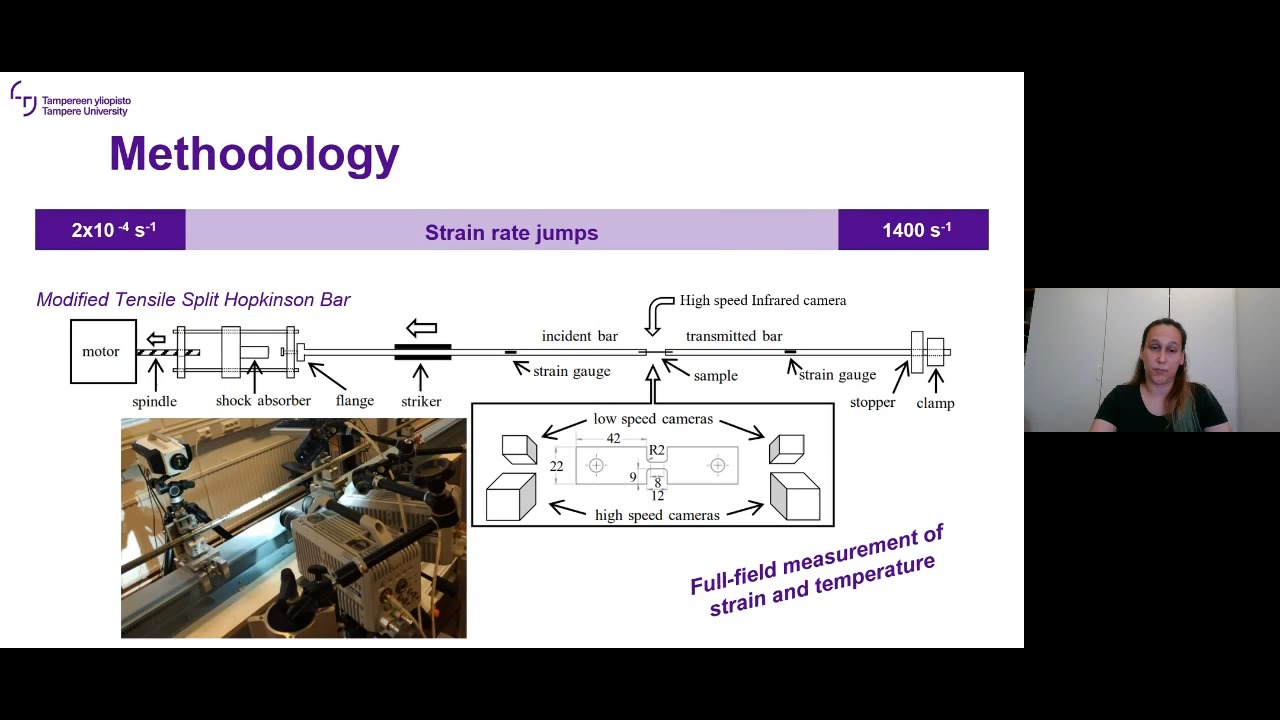 Tampereen yliopisto
Tampere University
Methodology
2x10 -4 s-1
Strain rate jumps
1400 s-1
Modified Tensile Split Hopkinson Bar
High speed Infrared camera
motor
incident bar
transmitted bar
strain gauge
sample
strain gauge
spindle
shock absorber
flange
striker
stopper
clamp
low speed cameras
42
R2
22
9
8
12
high speed cameras
Full-field measurement of
strain and temperature